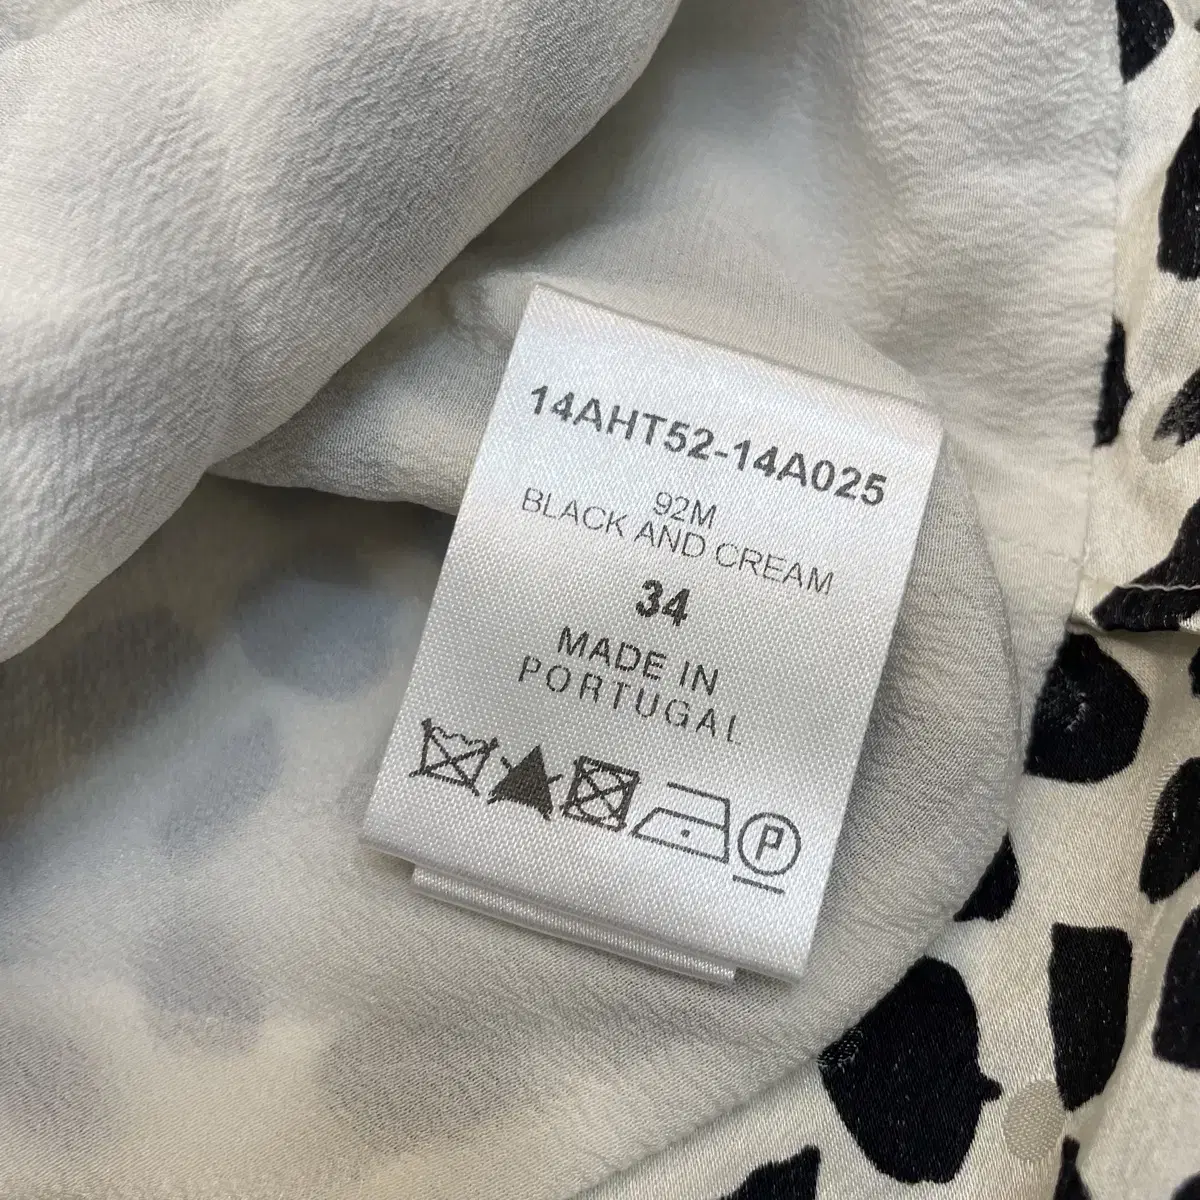 14AHT52-14A025
92M
BLACK AND CREAM
34
MADE IN
PORTUGAL
P